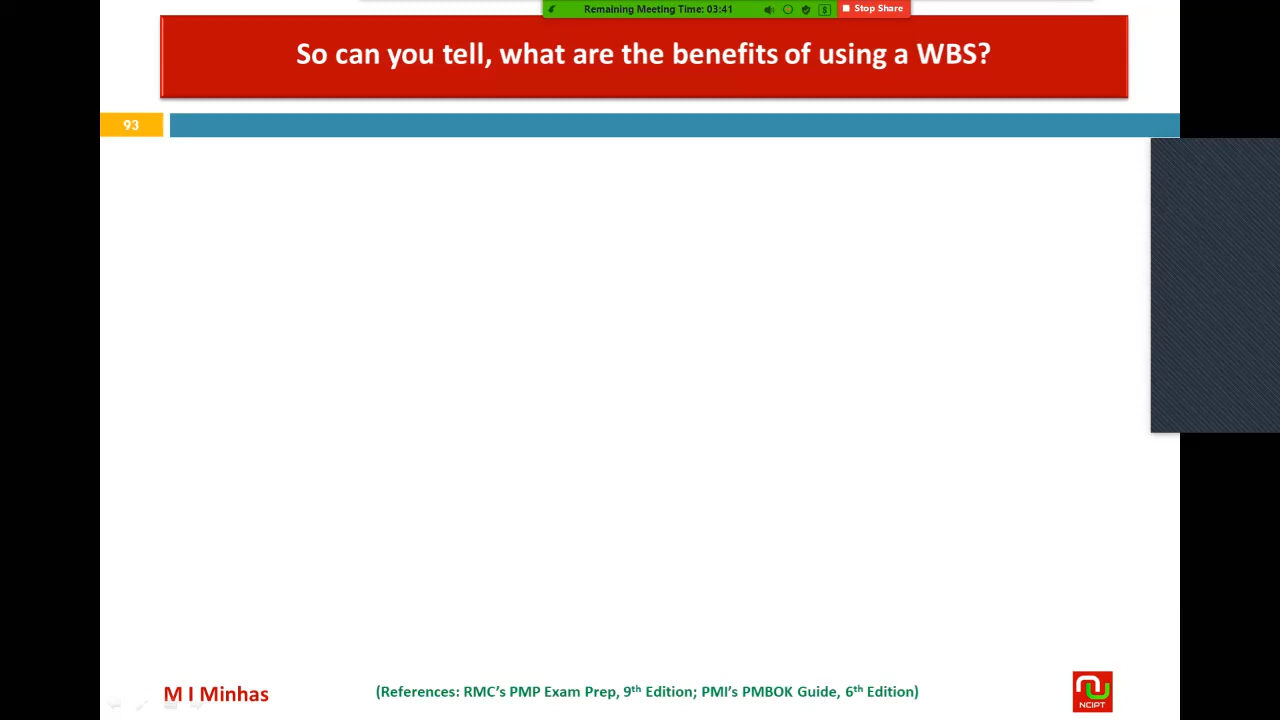 Remaining Meeting Time: 03:41
Stop Share
So can you tell, what are the benefits of using a WBS?
93
M I Minhas
(References: RMC's PMP Exam Prep, 9th Edition; PMI's PMBOK Guide, 6th Edition)
NCIPT